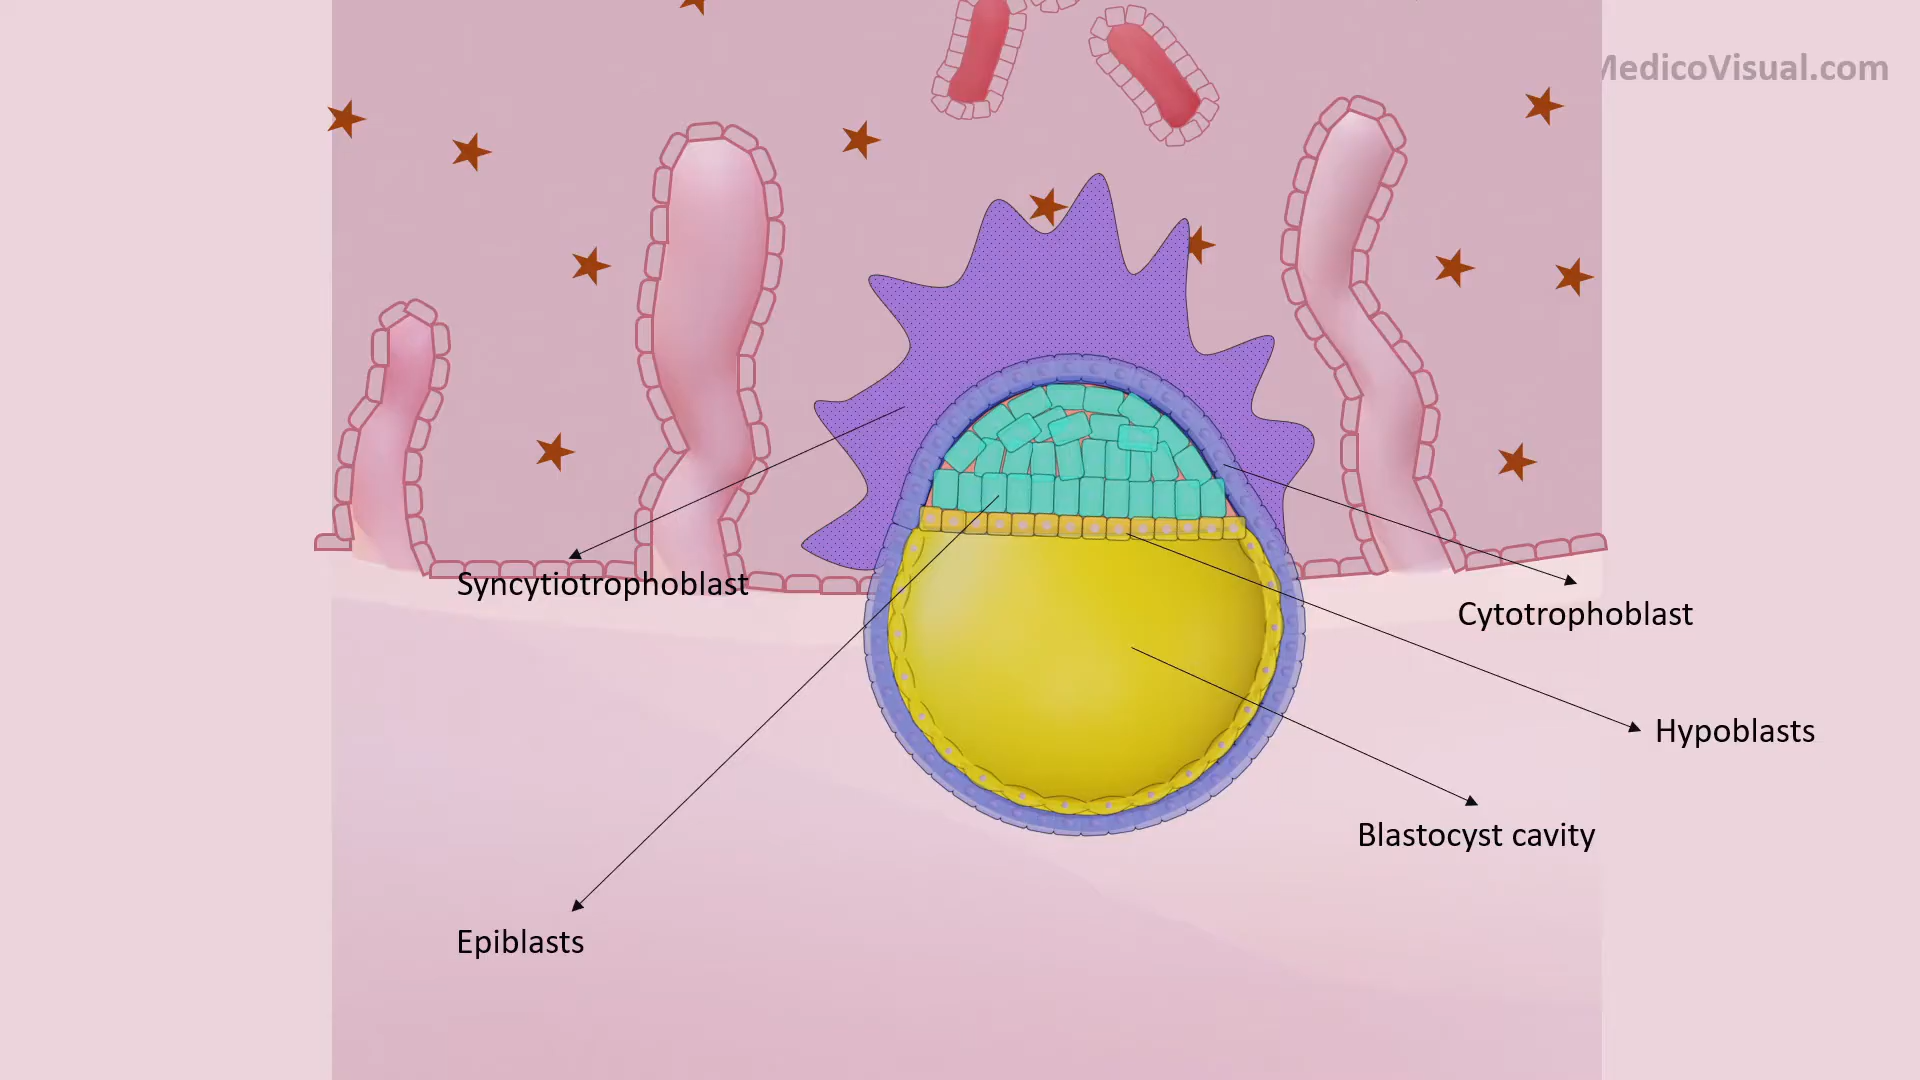 MedicoVisual.com
Syncytiotrophoblast
Cytotrophoblast
Hypoblasts
Blastocyst cavity
Epiblasts